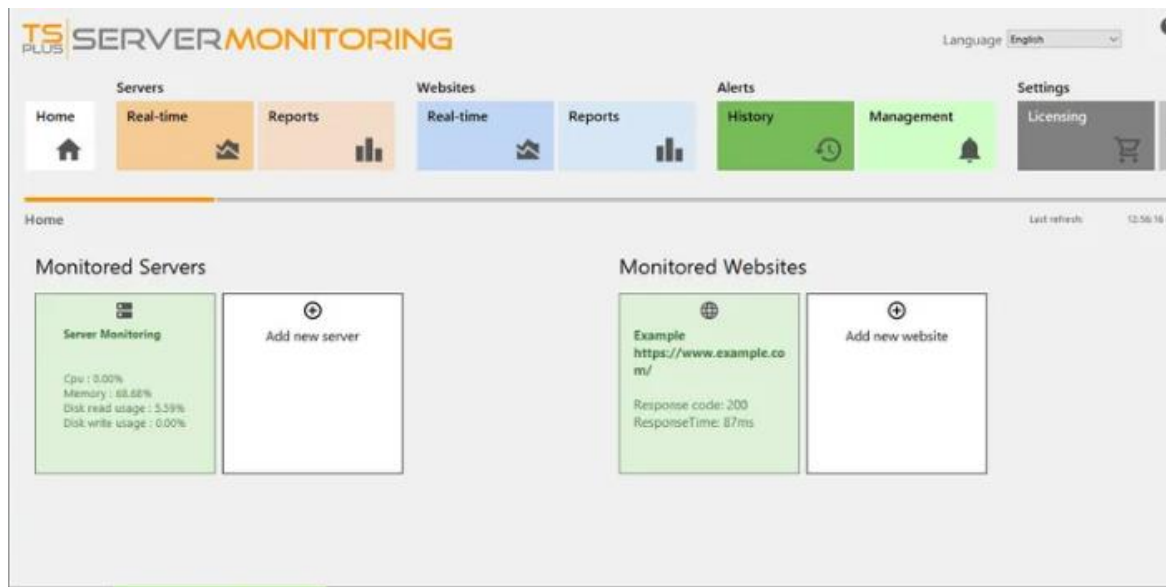 TS PLUS SERVERMONITORING
Language English
Servers
Websites
Alerts
Settings
Home
Real-time
Reports
Real-time
Reports
History
Management
Licensing
Home
Last refresh: 12:56:16
Monitored Servers
Monitored Websites
Server Monitoring
Cpu : 0.00%
Memory : 68.68%
Disk read usage : 5.59%
Disk write usage : 0.00%
Add new server
Example
https://www.example.co
m/
Response code: 200
ResponseTime: 87ms
Add new website